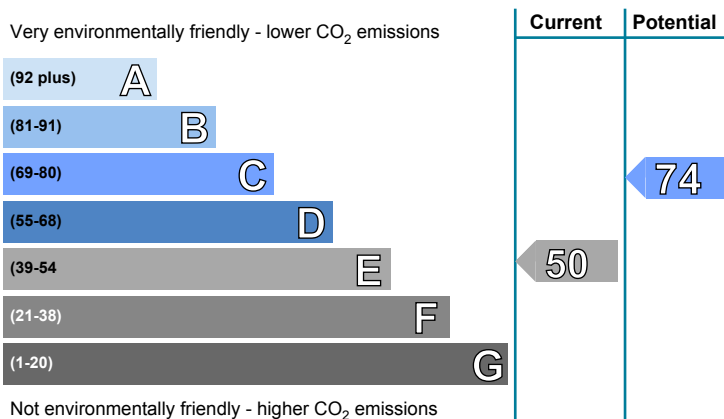 Current Potential
Very environmentally friendly - lower CO₂ emissions
(92 plus) A
(81-91) B
(69-80) C
74
(55-68) D
(39-54 E
50
(21-38) F
(1-20) G
Not environmentally friendly - higher CO₂ emissions